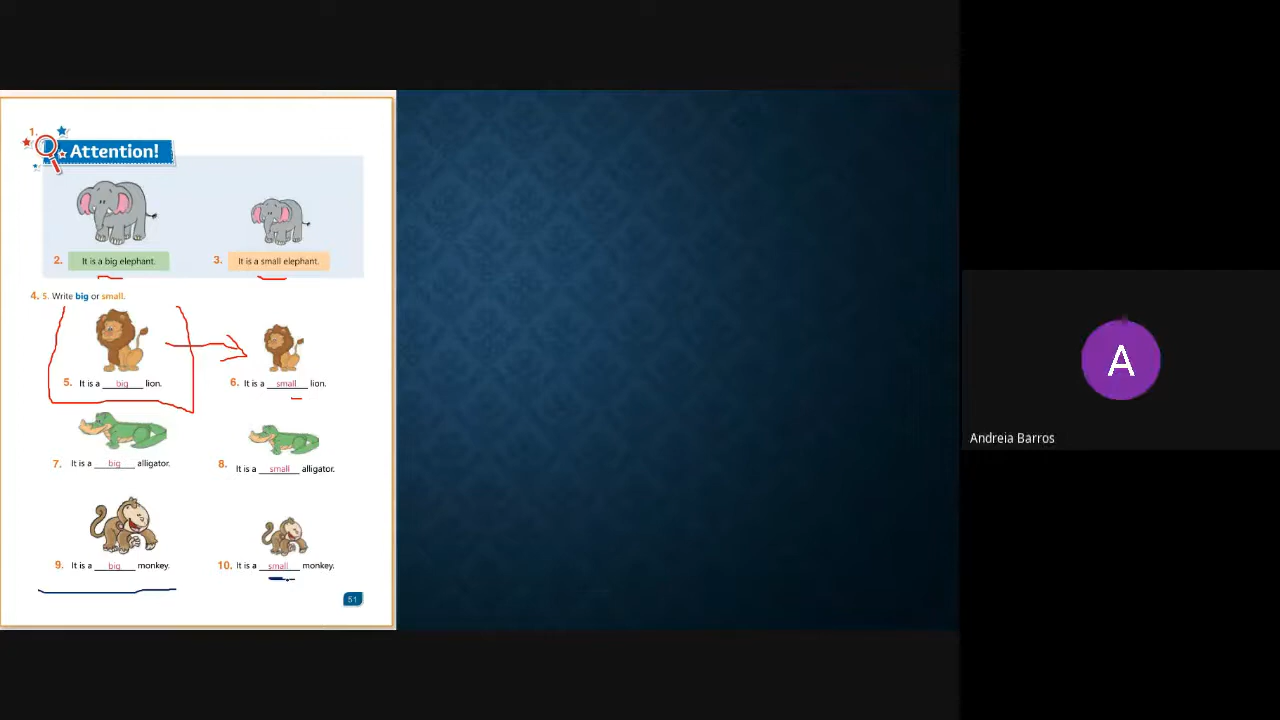 1.
Attention!
2. It is a big elephant.
3. It is a small elephant.
4. 5. Write big or small.
5. It is a big lion.
6. It is a small lion.
7. It is a big alligator.
8. It is a small alligator.
9. It is a big monkey.
10. It is a small monkey.
51
A
Andreia Barros